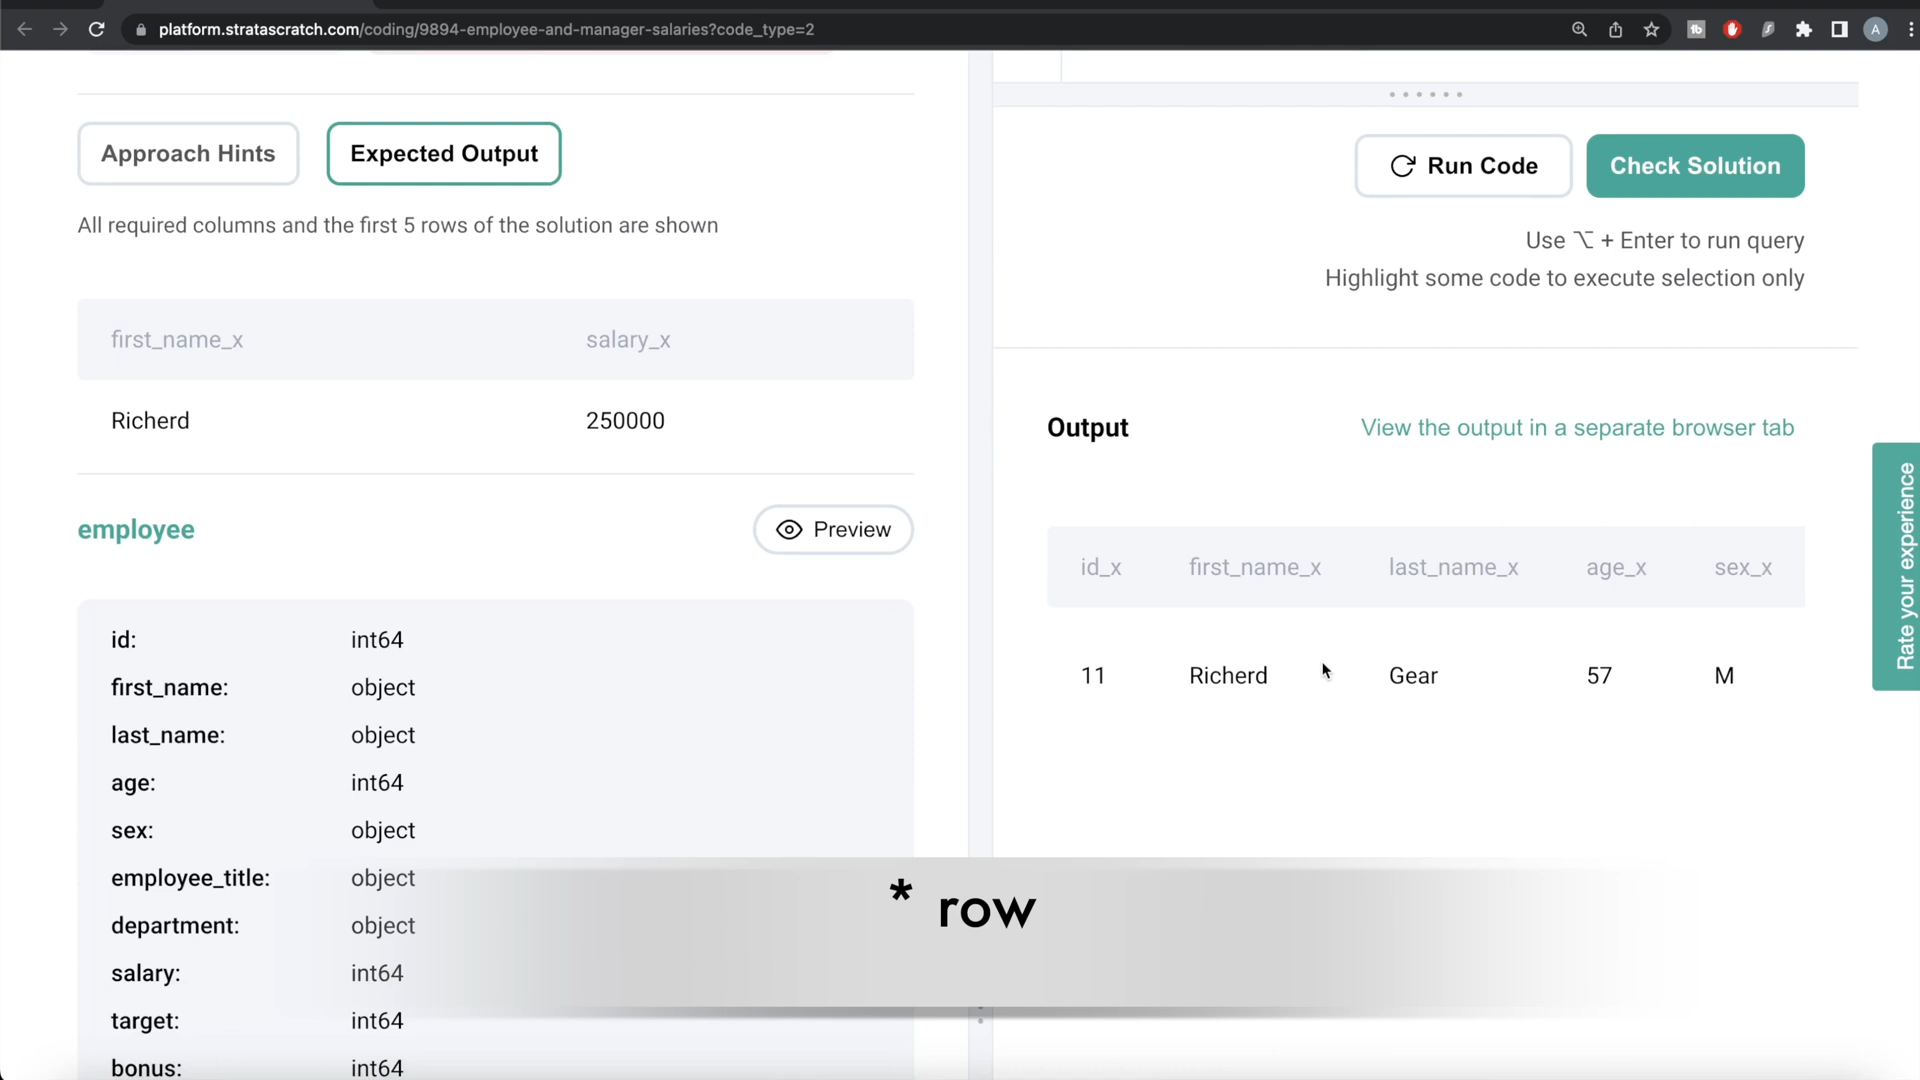 platform.stratascratch.com/coding/9894-employee-and-manager-salaries?code_type=2
A
Approach Hints
Expected Output
All required columns and the first 5 rows of the solution are shown
first_name_x salary_x
Richerd 250000
employee
Preview
id: int64
first_name: object
last_name: object
age: int64
sex: object
employee_title: object
department: object
salary: int64
target: int64
bonus: int64
Run Code
Check Solution
Use ⌥ + Enter to run query
Highlight some code to execute selection only
Output
View the output in a separate browser tab
id_x first_name_x last_name_x age_x sex_x
11 Richerd Gear 57 M
Rate your experience
* row